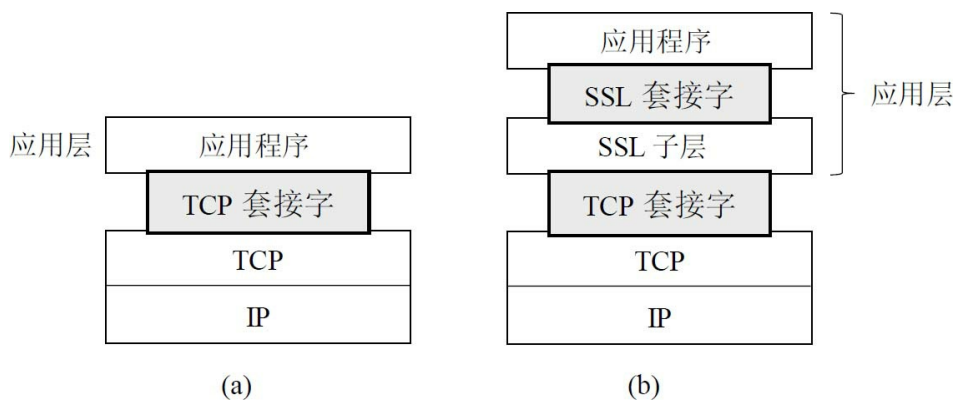 应用层
应用程序
TCP 套接字
TCP
IP
(a)
应用程序
SSL 套接字
SSL 子层
TCP 套接字
TCP
IP
应用层
(b)